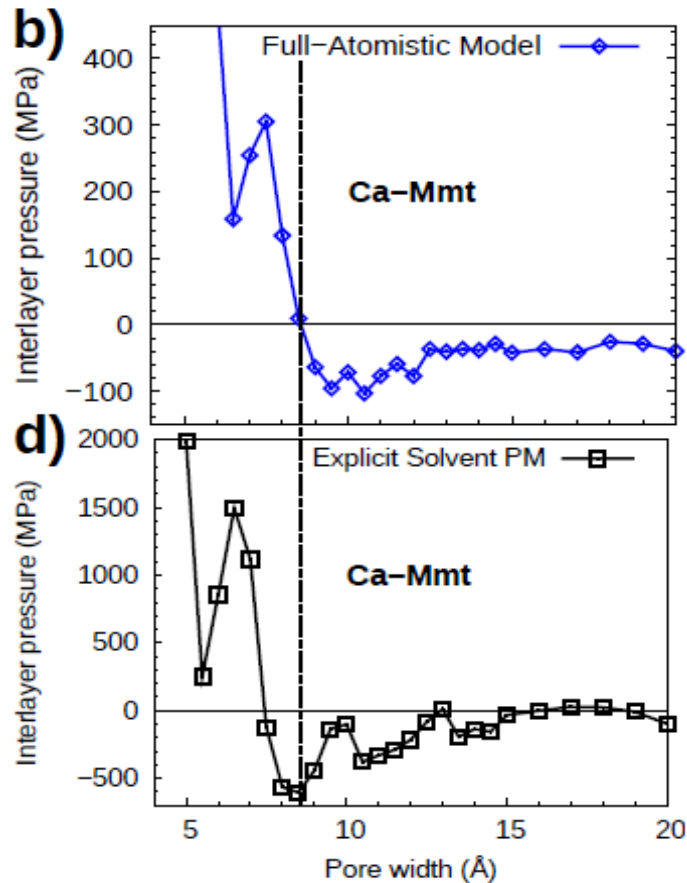 b)
Full−Atomistic Model
Interlayer pressure (MPa)
400
300
200
100
0
−100
Ca−Mmt
d)
Explicit Solvent PM
Interlayer pressure (MPa)
2000
1500
1000
500
0
−500
Ca−Mmt
5 10 15 20
Pore width (Å)